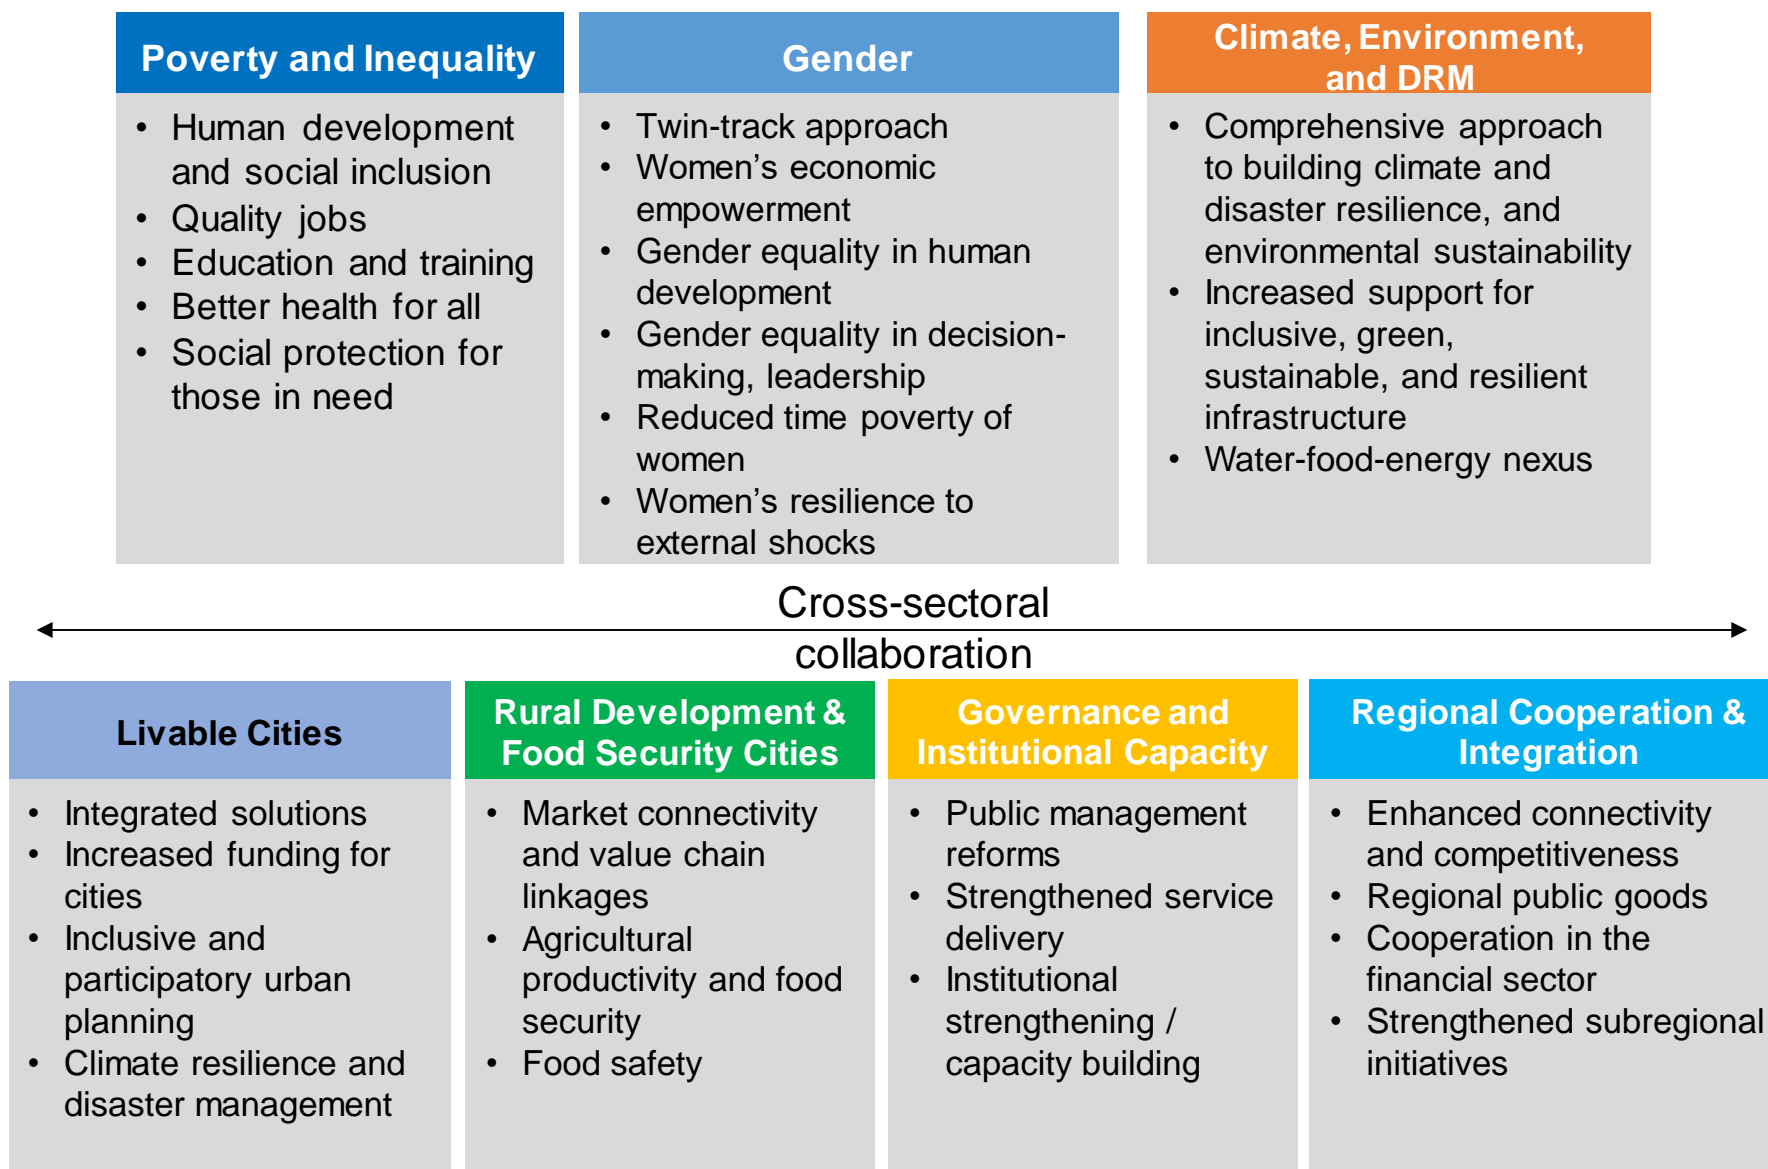 Poverty and Inequality
• Human development
and social inclusion
• Quality jobs
• Education and training
• Better health for all
• Social protection for
those in need
Gender
• Twin-track approach
• Women’s economic
empowerment
• Gender equality in human
development
• Gender equality in decision-
making, leadership
• Reduced time poverty of
women
• Women’s resilience to
external shocks
Climate, Environment,
and DRM
• Comprehensive approach
to building climate and
disaster resilience, and
environmental sustainability
• Increased support for
inclusive, green,
sustainable, and resilient
infrastructure
• Water-food-energy nexus
Cross-sectoral
collaboration
Livable Cities
• Integrated solutions
• Increased funding for
cities
• Inclusive and
participatory urban
planning
• Climate resilience and
disaster management
Rural Development &
Food Security Cities
• Market connectivity
and value chain
linkages
• Agricultural
productivity and food
security
• Food safety
Governance and
Institutional Capacity
• Public management
reforms
• Strengthened service
delivery
• Institutional
strengthening /
capacity building
Regional Cooperation &
Integration
• Enhanced connectivity
and competitiveness
• Regional public goods
• Cooperation in the
financial sector
• Strengthened subregional
initiatives